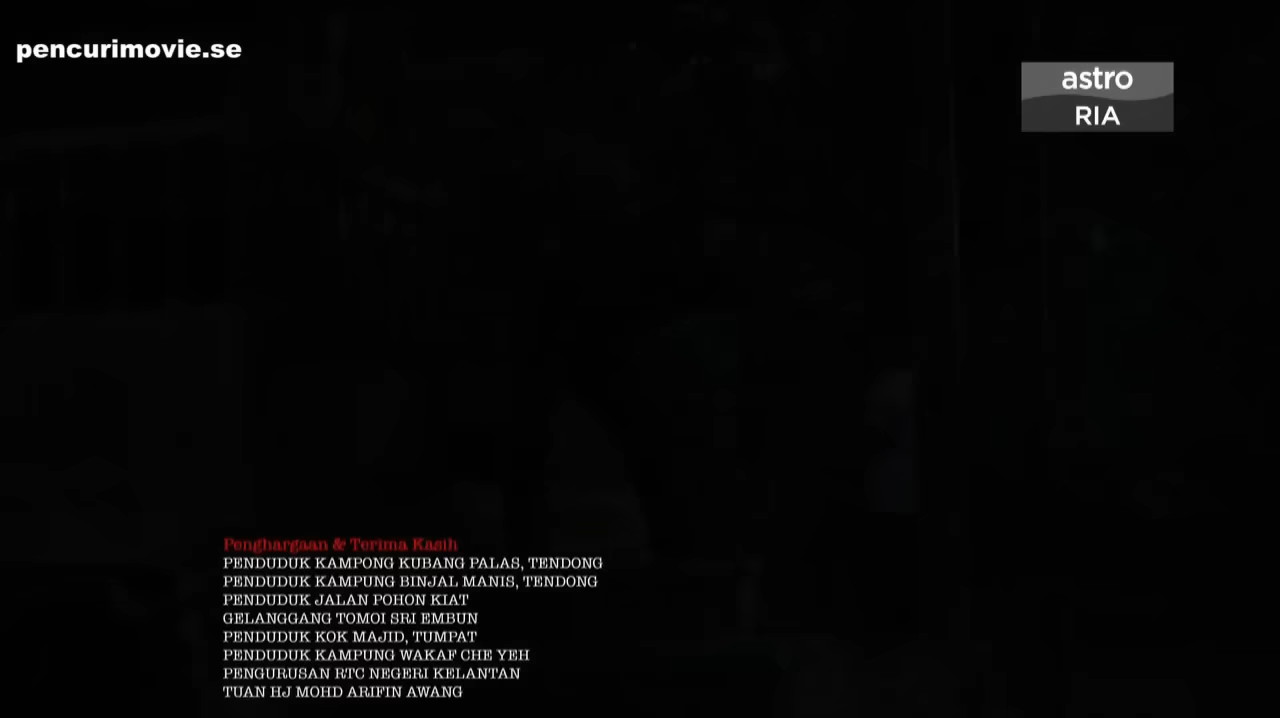 pencurimovie.se
astro
RIA
Penghargaan & Terima Kasih
PENDUDUK KAMPONG KUBANG PALAS, TENDONG
PENDUDUK KAMPUNG BINJAL MANIS, TENDONG
PENDUDUK JALAN POHON KIAT
GELANGGANG TOMOI SRI EMBUN
PENDUDUK KOK MAJID, TUMPAT
PENDUDUK KAMPUNG WAKAF CHE YEH
PENGURUSAN RTC NEGERI KELANTAN
TUAN HJ MOHD ARIFIN AWANG